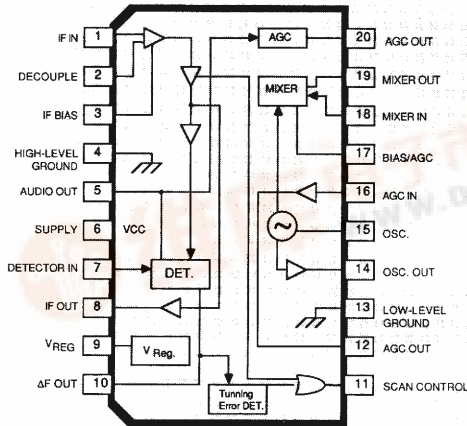 IF IN
1
DECOUPLE
2
IF BIAS
3
HIGH-LEVEL
GROUND
4
AUDIO OUT
5
SUPPLY
6
VCC
DETECTOR IN
7
IF OUT
8
VREG
9
ΔF OUT
10
AGC
MIXER
DET.
V Reg.
Tunning
Error DET.
20
AGC OUT
19
MIXER OUT
18
MIXER IN
17
BIAS/AGC
16
AGC IN
15
OSC.
14
OSC. OUT
13
LOW-LEVEL
GROUND
12
AGC OUT
11
SCAN CONTROL